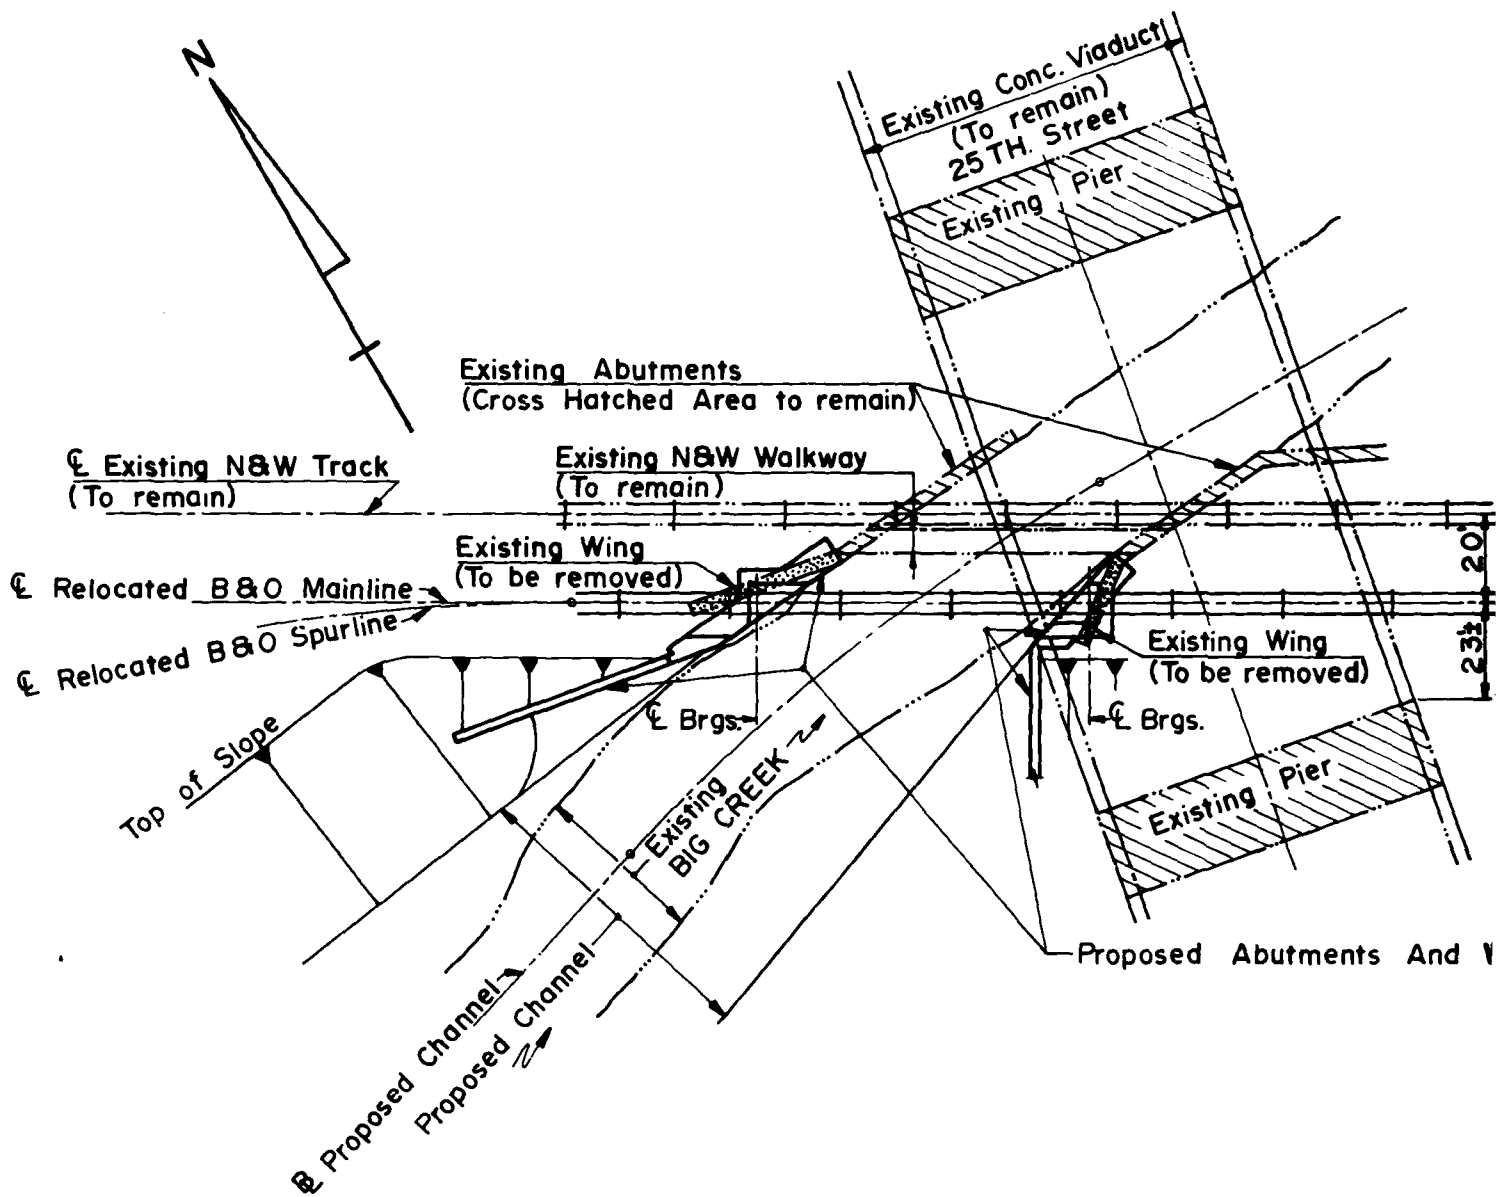 N
Existing Conc. Viaduct
(To remain)
25 TH. Street
Existing Pier
Existing Abutments
(Cross Hatched Area to remain)
℄ Existing N&W Track
(To remain)
Existing N&W Walkway
(To remain)
Existing Wing
(To be removed)
℄ Relocated B&O Mainline
℄ Relocated B&O Spurline
20'
23½
Existing Wing
(To be removed)
℄ Brgs.
℄ Brgs.
Top of Slope
Existing
BIG CREEK
Existing Pier
Proposed Abutments And
BL Proposed Channel
Proposed Channel